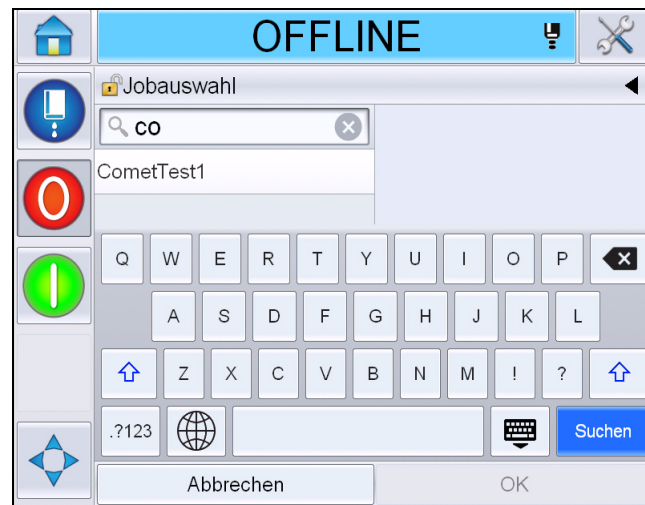 OFFLINE
Jobauswahl
co
CometTest1
Q W E R T Y U I O P
A S D F G H J K L
Z X C V B N M ! ?
.?123 Suchen
Abbrechen OK